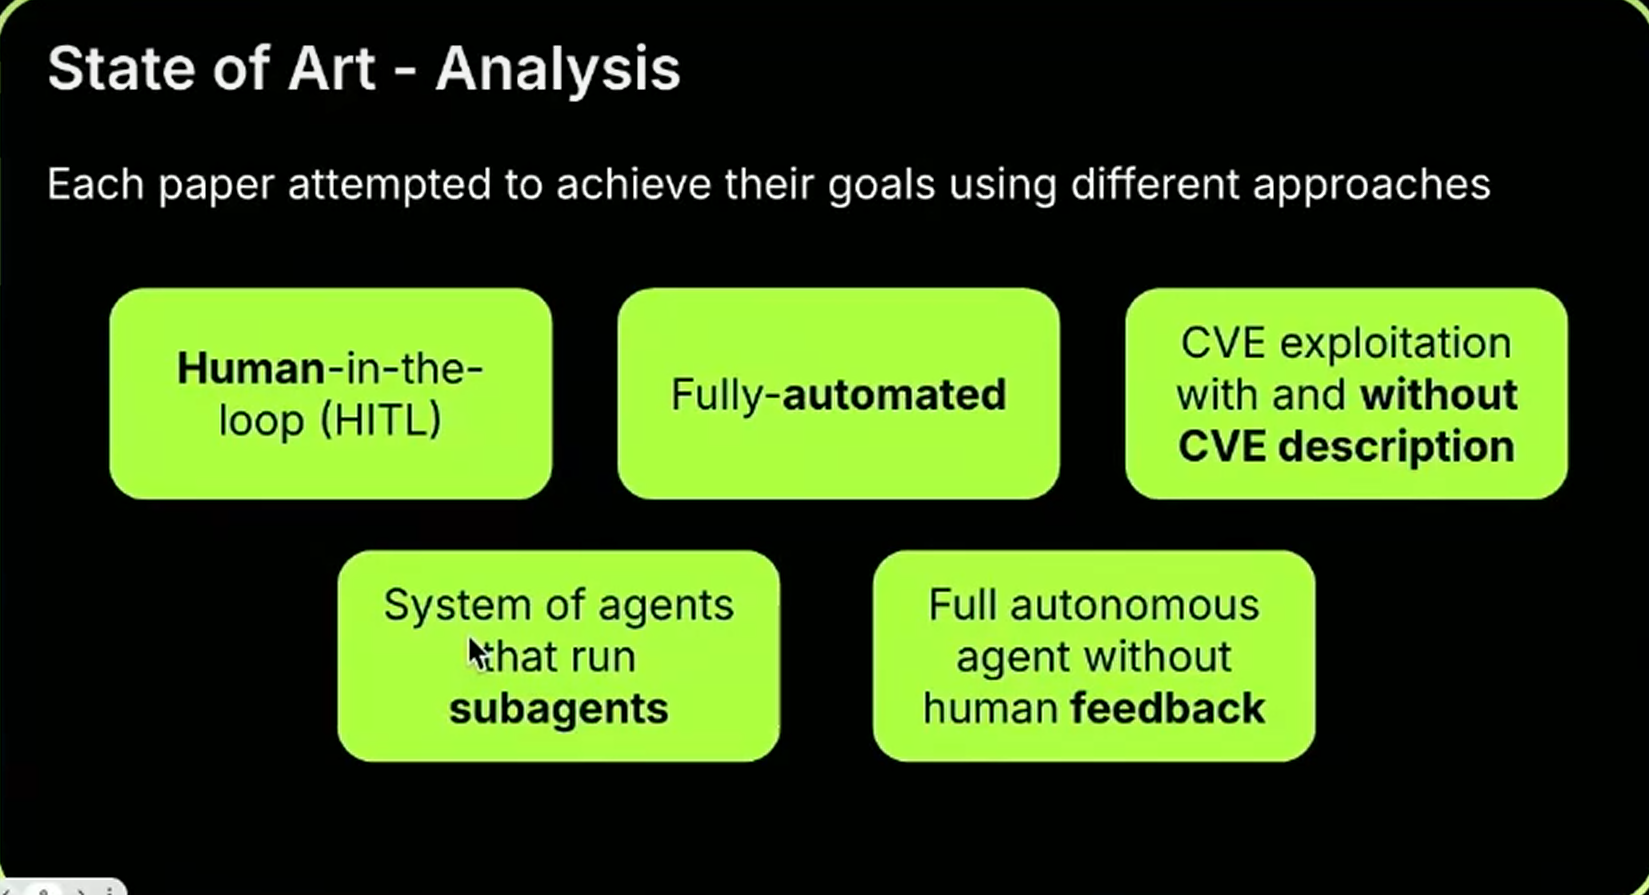 State of Art - Analysis
Each paper attempted to achieve their goals using different approaches
Human-in-the-
loop (HITL)
Fully-automated
CVE exploitation
with and without
CVE description
System of agents
that run
subagents
Full autonomous
agent without
human feedback